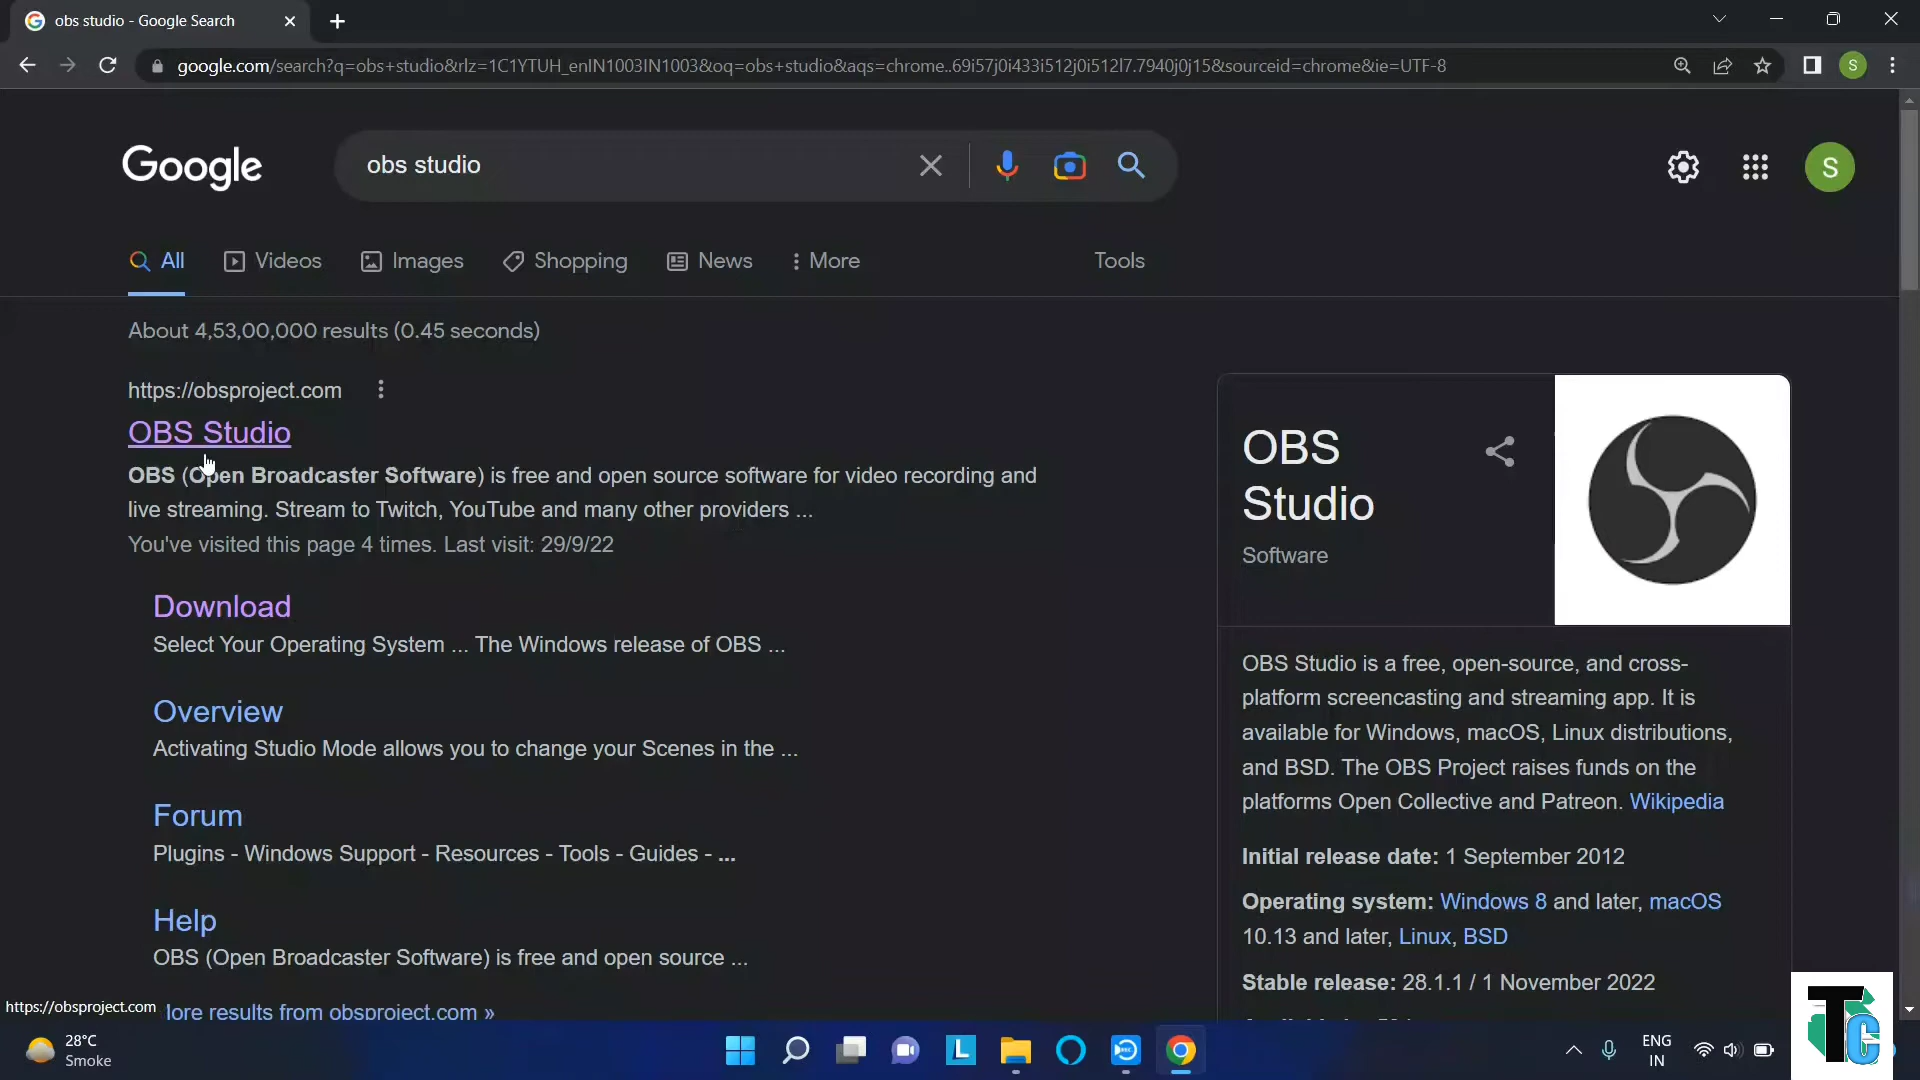 obs studio - Google Search
google.com/search?q=obs+studio&rlz=1C1YTUH_enIN1003IN1003&oq=obs+studio&aqs=chrome..69i57j0i433i512j0i512l7.7940j0j15&sourceid=chrome&ie=UTF-8
S
Google
obs studio
S
All
Videos
Images
Shopping
News
More
Tools
About 4,53,00,000 results (0.45 seconds)
https://obsproject.com
OBS Studio
OBS (Open Broadcaster Software) is free and open source software for video recording and
live streaming. Stream to Twitch, YouTube and many other providers ...
You've visited this page 4 times. Last visit: 29/9/22
Download
Select Your Operating System ... The Windows release of OBS ...
Overview
Activating Studio Mode allows you to change your Scenes in the ...
Forum
Plugins - Windows Support - Resources - Tools - Guides - ...
Help
OBS (Open Broadcaster Software) is free and open source ...
lore results from obsproject.com »
https://obsproject.com
OBS
Studio
Software
OBS Studio is a free, open-source, and cross-
platform screencasting and streaming app. It is
available for Windows, macOS, Linux distributions,
and BSD. The OBS Project raises funds on the
platforms Open Collective and Patreon. Wikipedia
Initial release date: 1 September 2012
Operating system: Windows 8 and later, macOS
10.13 and later, Linux, BSD
Stable release: 28.1.1 / 1 November 2022
28°C
Smoke
L
ENG
IN
TC